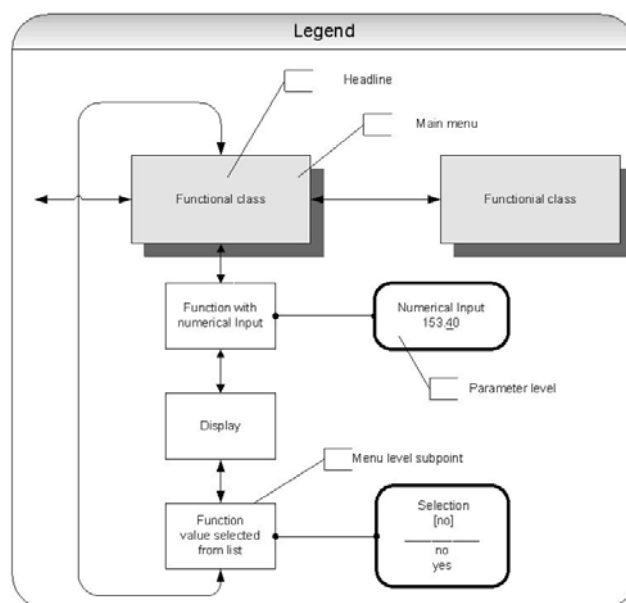 Legend
Headline
Main menu
Functional class
Functionial class
Function with
numerical Input
Numerical Input
153.40
Parameter level
Display
Menu level subpoint
Function
value selected
from list
Selection
[no]
no
yes